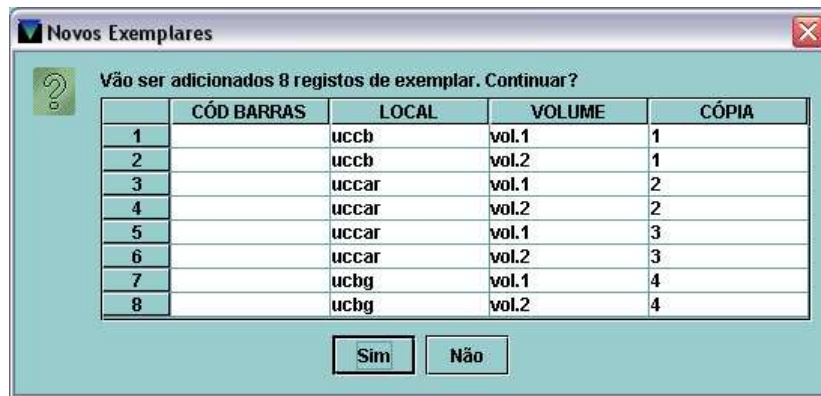 Novos Exemplares
Vão ser adicionados 8 registos de exemplar. Continuar?
CÓD BARRAS LOCAL VOLUME CÓPIA
1 uccb vol.1 1
2 uccb vol.2 1
3 uccar vol.1 2
4 uccar vol.2 2
5 uccar vol.1 3
6 uccar vol.2 3
7 ucbg vol.1 4
8 ucbg vol.2 4
Sim Não